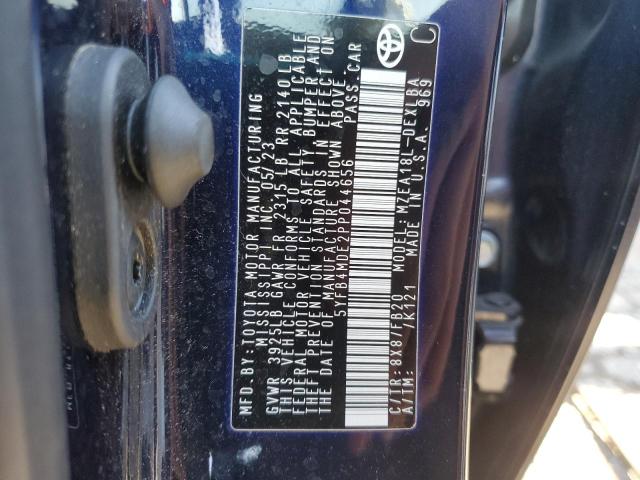 MFD.BY:TOYOTA MOTOR MANUFACTURING
MISSISSIPPI INC. 05/23
GVWR 3925LB GAWR FR 2315LB RR 2140LB
THIS VEHICLE CONFORMS TO ALL APPLICABLE
FEDERAL MOTOR VEHICLE SAFETY, BUMPER AND
THEFT PREVENTION STANDARDS IN EFFECT ON
THE DATE OF MANUFACTURE SHOWN ABOVE.
5YFB4MDE2PP044656 PASS.CAR
C/TR:8X8/FB20 MODEL:MZEA18L-DEXLBA
A/TM: /K121 MADE IN U.S.A. 969
C